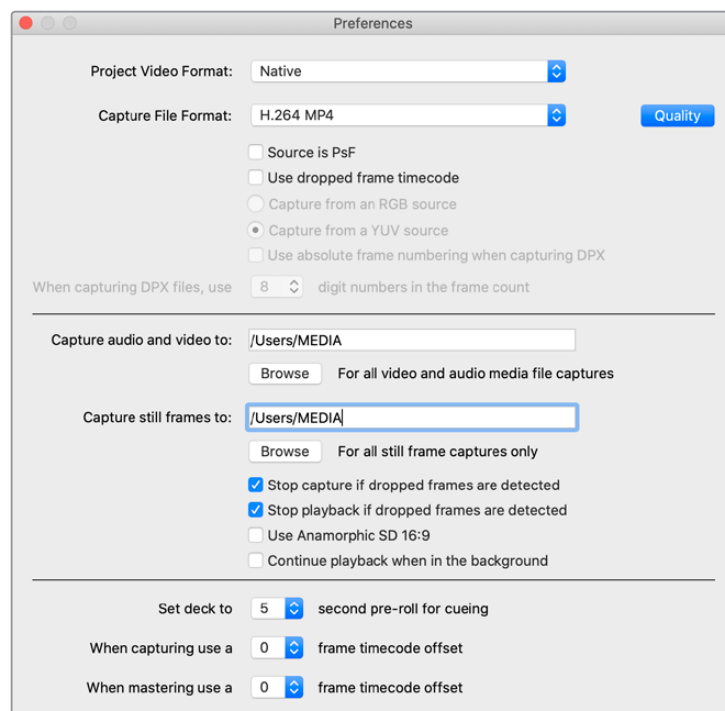 Preferences
Project Video Format: Native
Capture File Format: H.264 MP4 Quality
Source is PsF
Use dropped frame timecode
Capture from an RGB source
Capture from a YUV source
Use absolute frame numbering when capturing DPX
When capturing DPX files, use 8 digit numbers in the frame count
Capture audio and video to: /Users/MEDIA
Browse For all video and audio media file captures
Capture still frames to: /Users/MEDIA
Browse For all still frame captures only
Stop capture if dropped frames are detected
Stop playback if dropped frames are detected
Use Anamorphic SD 16:9
Continue playback when in the background
Set deck to 5 second pre-roll for cueing
When capturing use a 0 frame timecode offset
When mastering use a 0 frame timecode offset